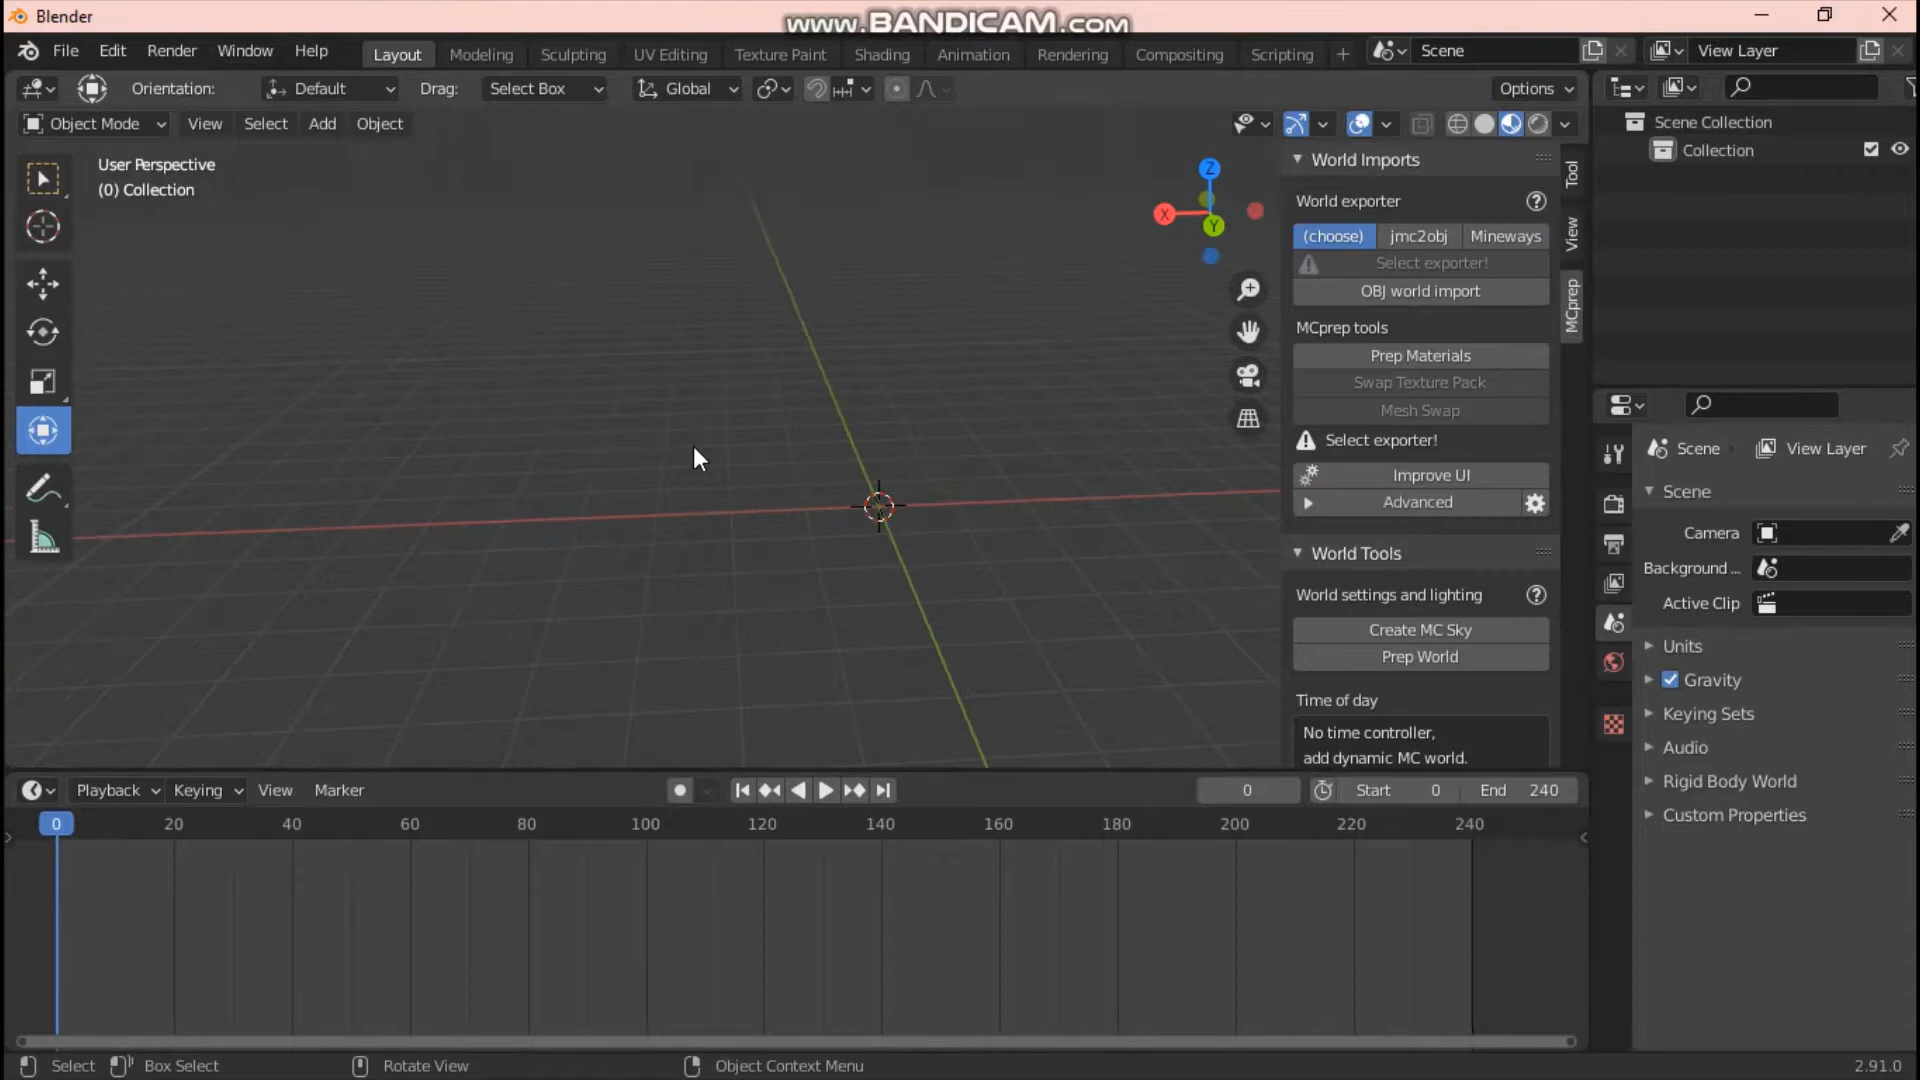 Blender
www.BANDICAM.com
File Edit Render Window Help
Layout Modeling Sculpting UV Editing Texture Paint Shading Animation Rendering Compositing Scripting +
Scene
View Layer
Orientation: Default Drag: Select Box Global Options
Object Mode View Select Add Object
User Perspective
(0) Collection
Z
X
Y
World Imports
World exporter
(choose) jmc2obj Mineways
Select exporter!
OBJ world import
MCprep tools
Prep Materials
Swap Texture Pack
Mesh Swap
Select exporter!
Improve UI
Advanced
World Tools
World settings and lighting
Create MC Sky
Prep World
Time of day
No time controller,
add dynamic MC world.
Tool
View
MCprep
Scene Collection
Collection
Scene View Layer
Scene
Camera
Background ...
Active Clip
Units
Gravity
Keying Sets
Audio
Rigid Body World
Custom Properties
Playback Keying View Marker
0 Start 0 End 240
0 20 40 60 80 100 120 140 160 180 200 220 240
Select Box Select Rotate View Object Context Menu 2.91.0